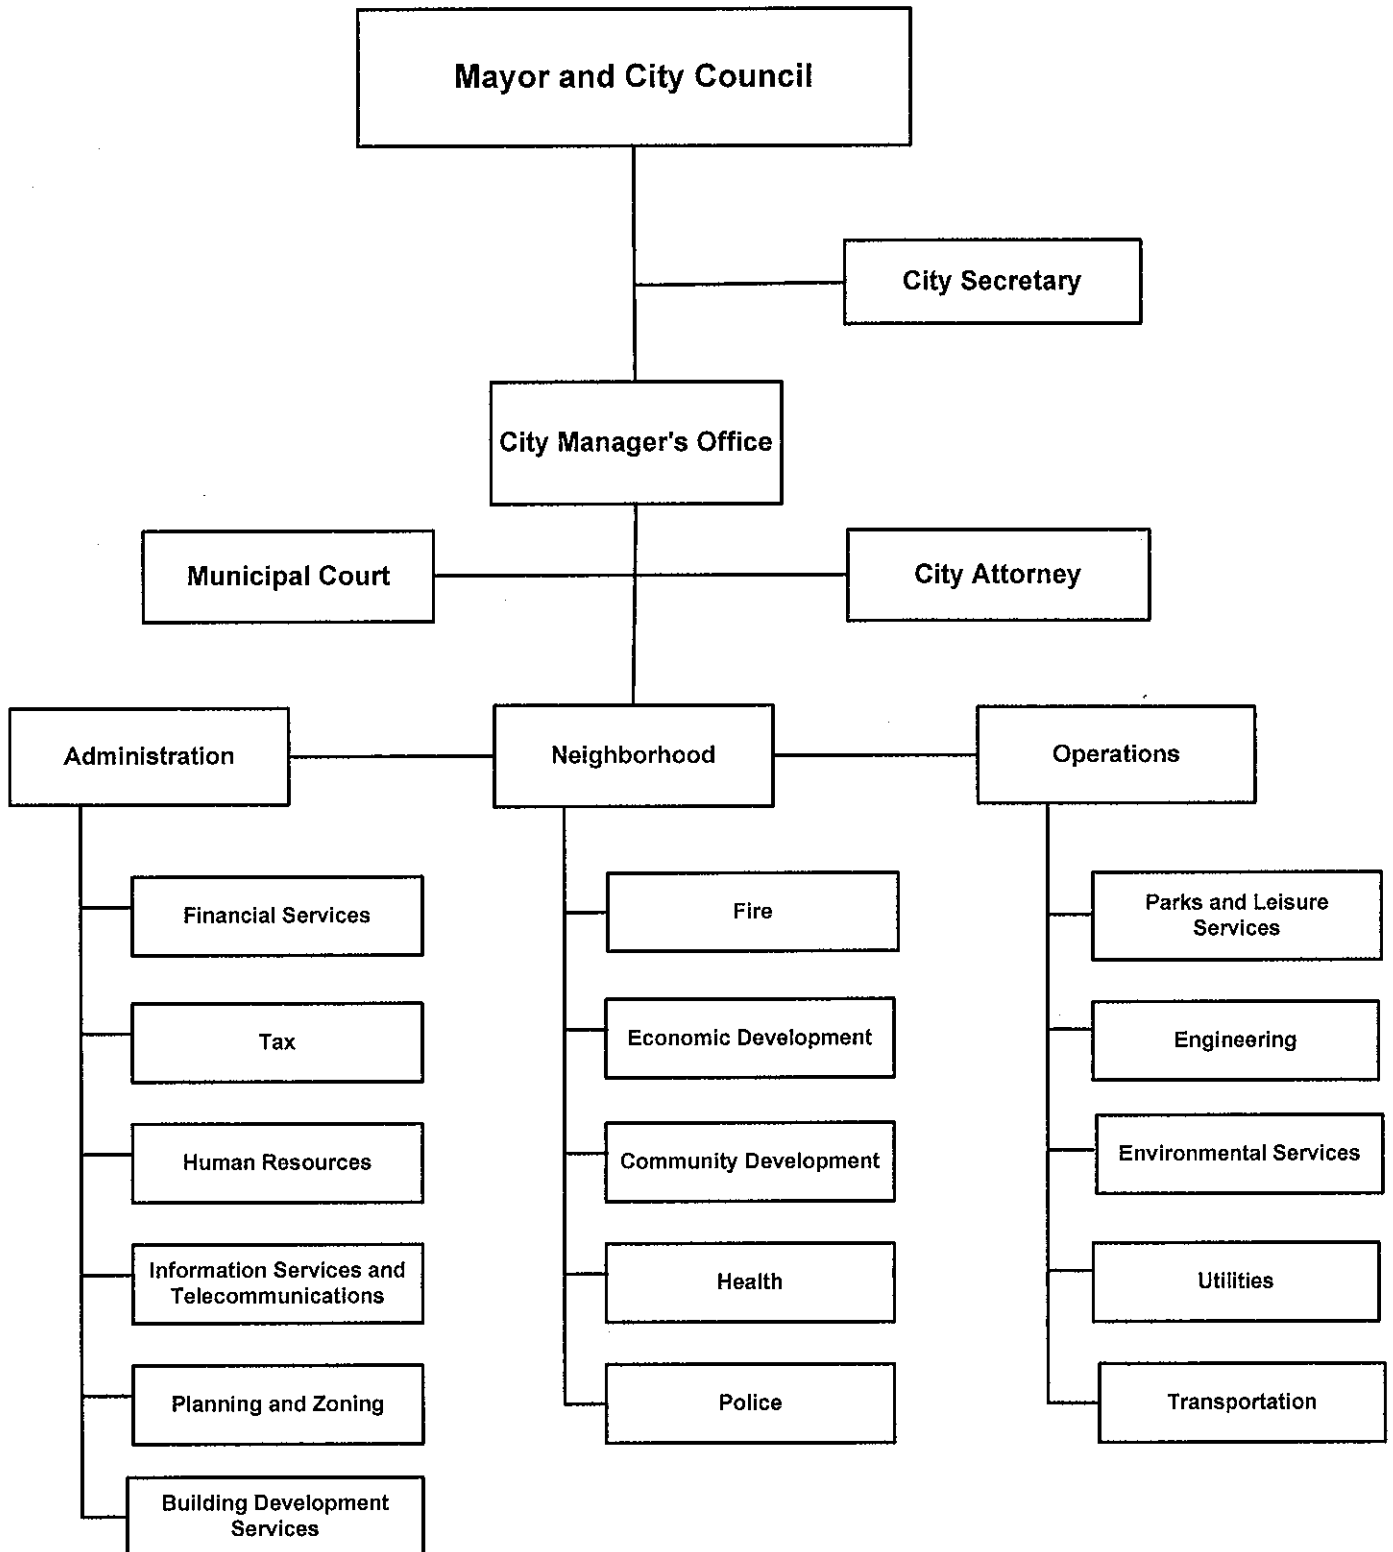 Mayor and City Council
City Secretary
City Manager's Office
Municipal Court
City Attorney
Administration
Neighborhood
Operations
Financial Services
Tax
Human Resources
Information Services and
Telecommunications
Planning and Zoning
Building Development
Services
Fire
Economic Development
Community Development
Health
Police
Parks and Leisure
Services
Engineering
Environmental Services
Utilities
Transportation